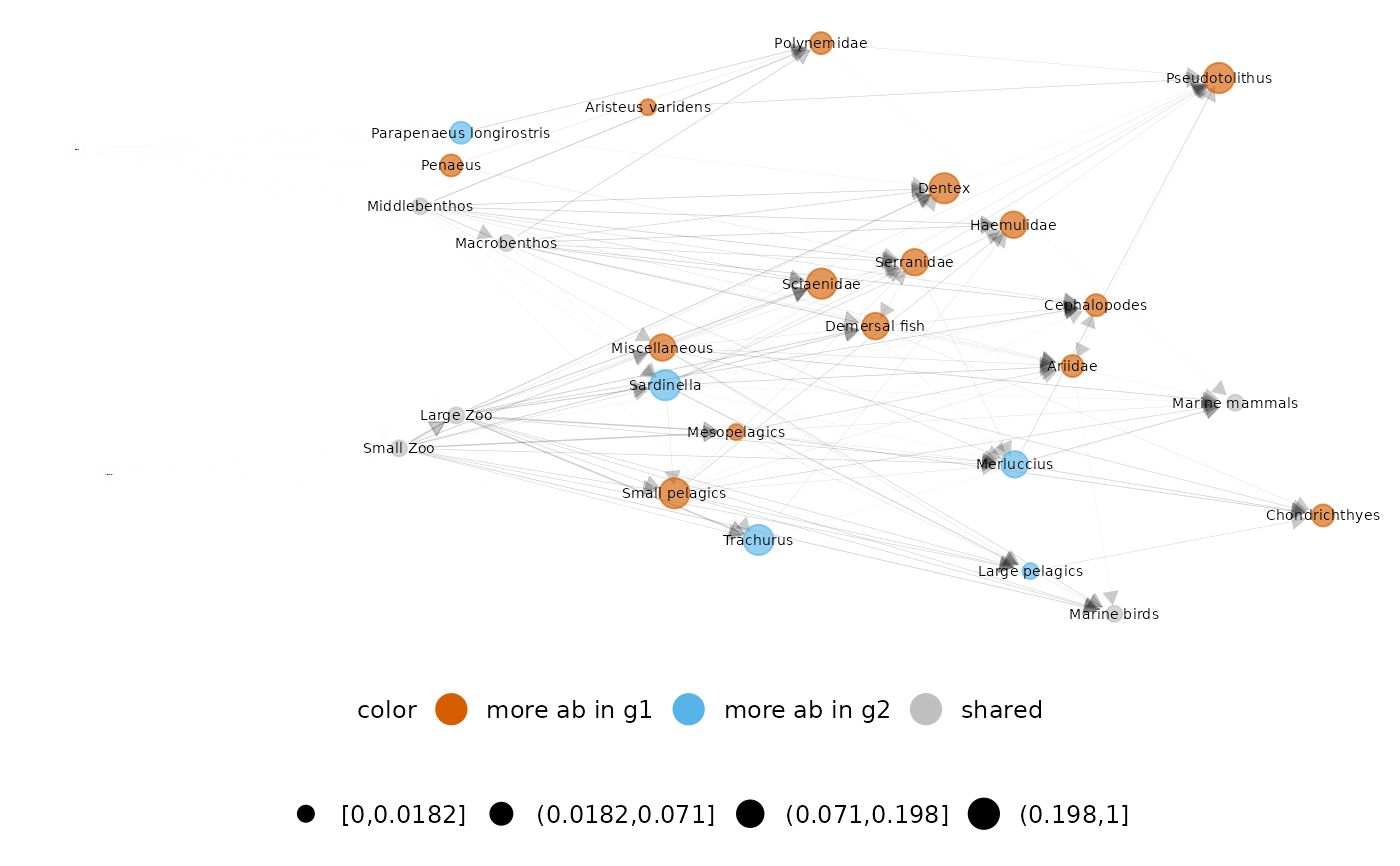 Polynemidae
Pseudotolithus
Aristeus varidens
Parapenaeus longirostris
Penaeus
Dentex
Middlebenthos
Haemulidae
Macrobenthos
Serranidae
Sciaenidae
Cephalopodes
Demersal fish
Miscellaneous
Ariidae
Sardinella
Marine mammals
Large Zoo
Mesopelagics
Small Zoo
Merluccius
Small pelagics
Chondrichthyes
Trachurus
Large pelagics
Marine birds
color more ab in g1 more ab in g2 shared
[0,0.0182] (0.0182,0.071] (0.071,0.198] (0.198,1]